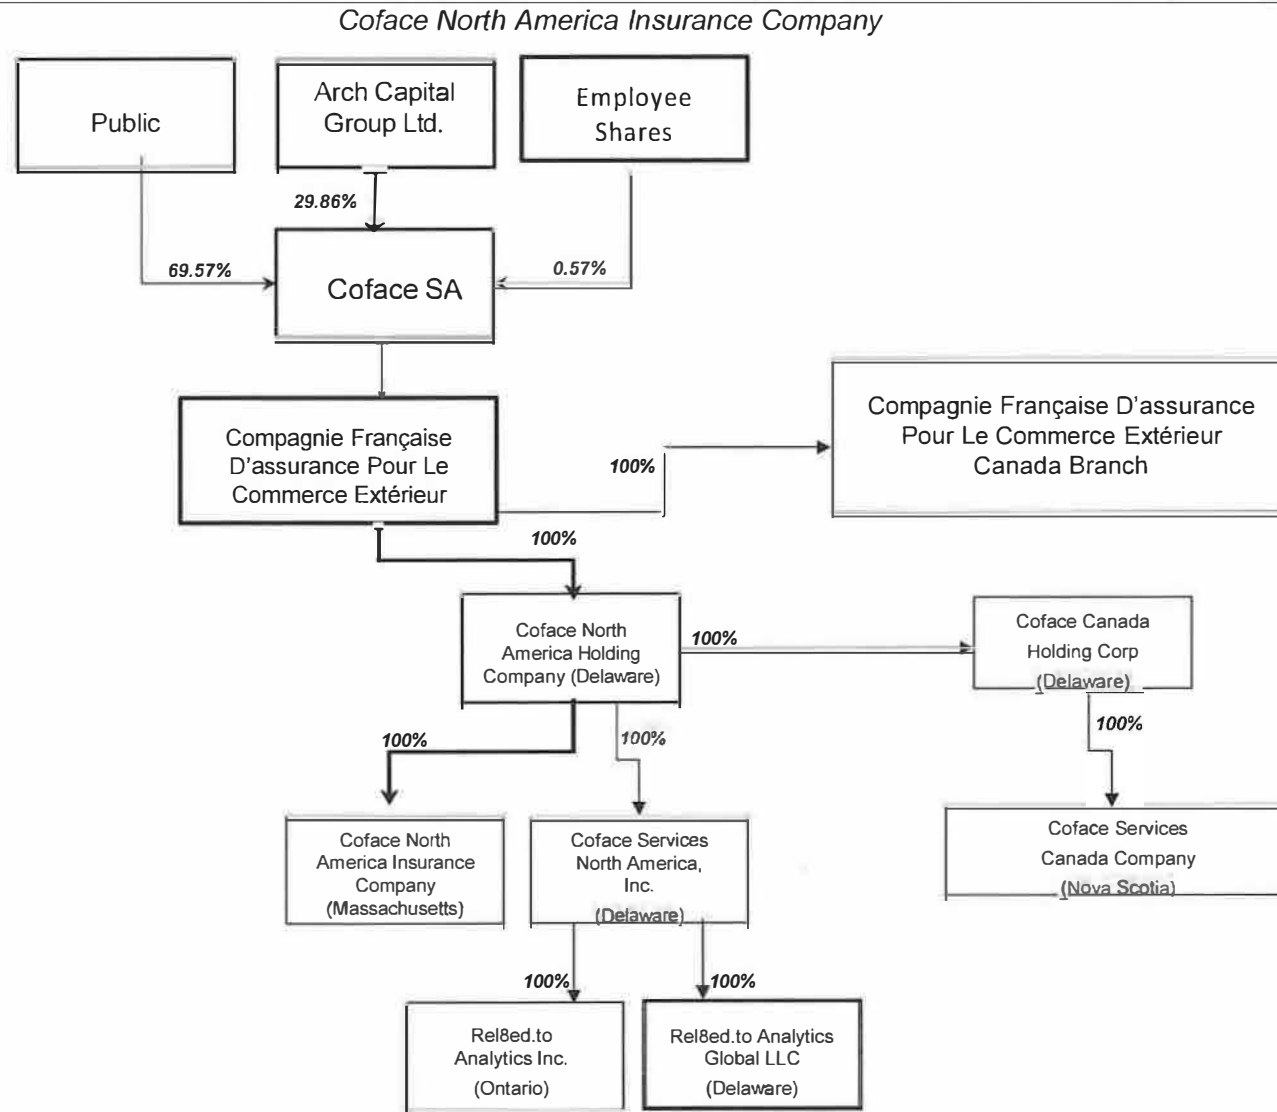 Coface North America Insurance Company
Public
Arch Capital
Group Ltd.
Employee
Shares
29.86%
69.57%
0.57%
Coface SA
Compagnie Française
D'assurance Pour Le
Commerce Extérieur
100%
Compagnie Française D'assurance
Pour Le Commerce Extérieur
Canada Branch
100%
Coface North
America Holding
Company (Delaware)
100%
Coface Canada
Holding Corp
(Delaware)
100%
100%
100%
Coface North
America Insurance
Company
(Massachusetts)
Coface Services
North America,
Inc.
(Delaware)
Coface Services
Canada Company
(Nova Scotia)
100%
100%
Rel8ed.to
Analytics Inc.
(Ontario)
Rel8ed.to Analytics
Global LLC
(Delaware)